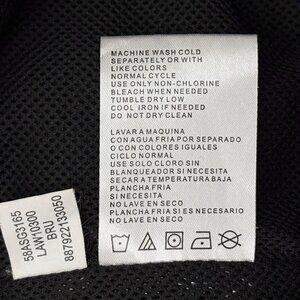 MACHINE WASH COLD
SEPARATELY OR WITH
LIKE COLORS
NORMAL CYCLE
USE ONLY NON-CHLORINE
BLEACH WHEN NEEDED
TUMBLE DRY LOW
COOL IRON IF NEEDED
DO NOT DRY CLEAN
LAVAR A MAQUINA
CON AGUA FRIA POR SEPARADO
O CON COLORES IGUALES
CICLO NORMAL
USE SOLO CLORO SIN
BLANQUEADOR SI NECESITA
SECAR A TEMPERATURA BAJA
PLANCHA FRIA
SI NECESITA
NO LAVE EN SECO
PLANCHA FRIA SI ES NECESARIO
NO LAVE EN SECO
58ASG3165
LAW10300
BRU
887922103050